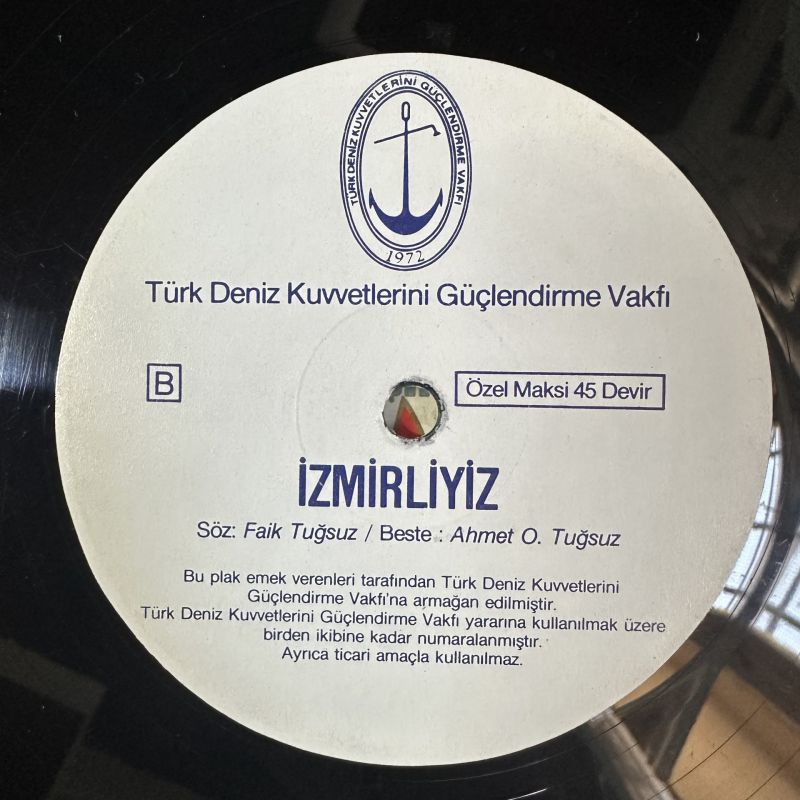 TÜRK DENİZ KUVVETLERİNİ GÜÇLENDİRME VAKFI
1972
Türk Deniz Kuvvetlerini Güçlendirme Vakfı
B
Özel Maksi 45 Devir
İZMİRLİYİZ
Söz: Faik Tuğsuz / Beste : Ahmet O. Tuğsuz
Bu plak emek verenleri tarafından Türk Deniz Kuvvetlerini
Güçlendirme Vakfı'na armağan edilmiştir.
Türk Deniz Kuvvetlerini Güçlendirme Vakfı yararına kullanılmak üzere
birden ikibine kadar numaralanmıştır.
Ayrıca ticari amaçla kullanılmaz.